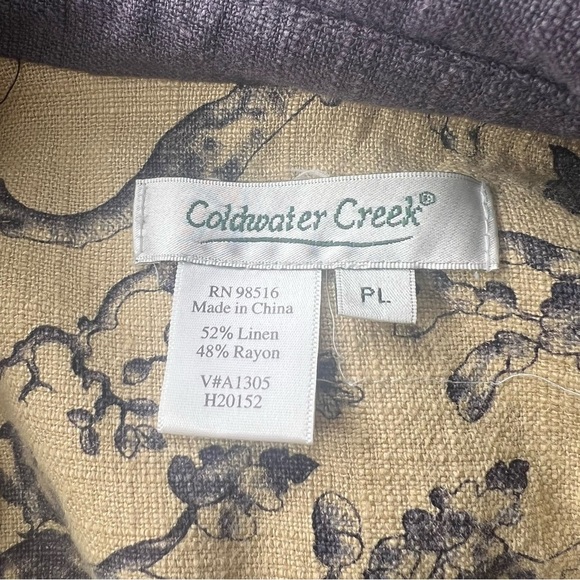 Coldwater Creek®
RN 98516
Made in China
52% Linen
48% Rayon
V#A1305
H20152
PL